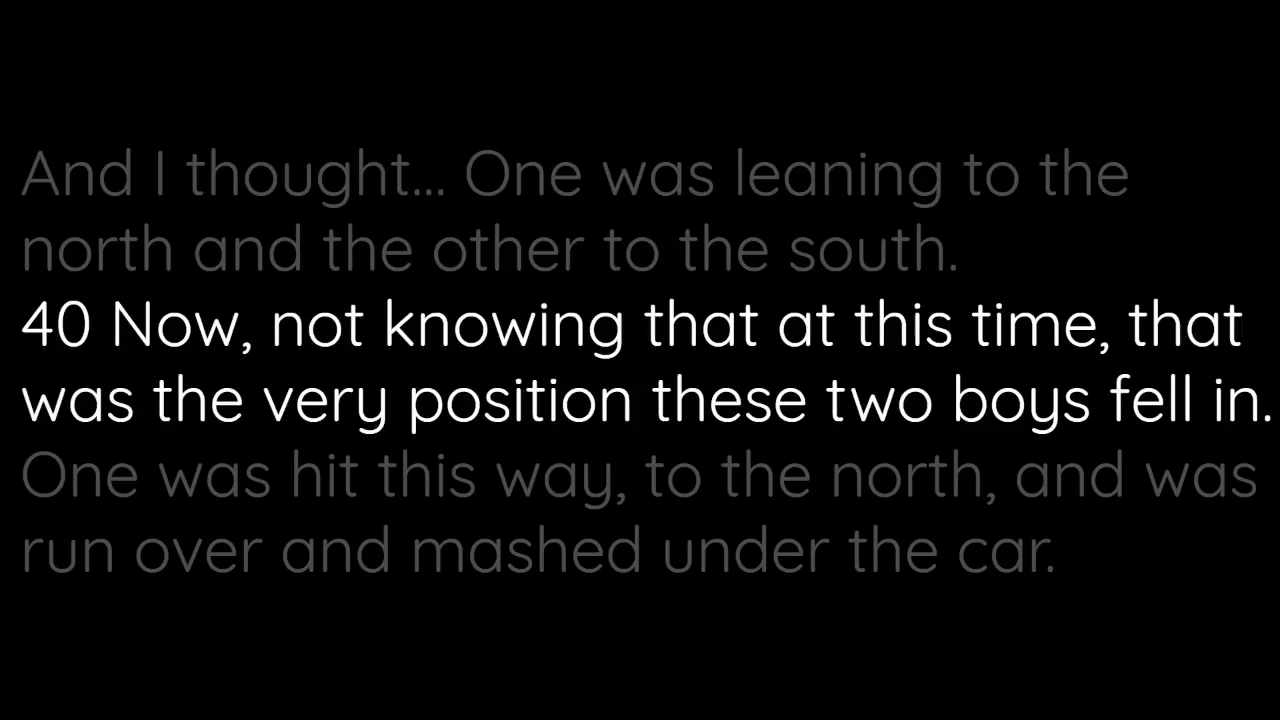 And I thought... One was leaning to the
north and the other to the south.
40 Now, not knowing that at this time, that
was the very position these two boys fell in.
One was hit this way, to the north, and was
run over and mashed under the car.